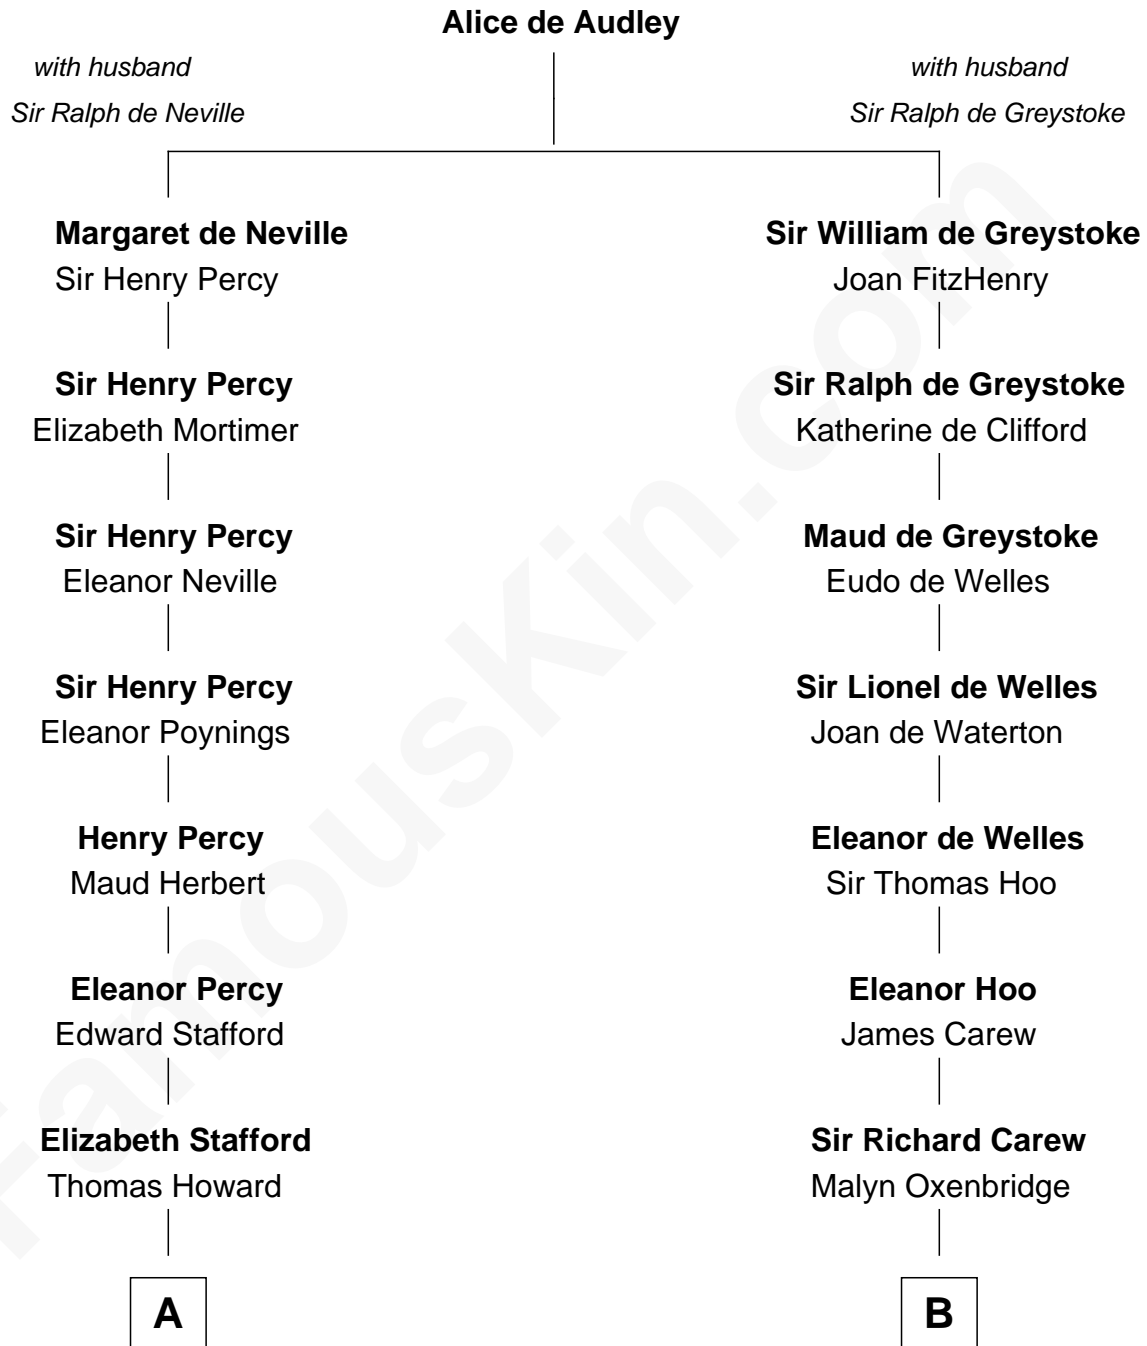 Alice de Audley
with husband
Sir Ralph de Neville
with husband
Sir Ralph de Greystoke
Margaret de Neville
Sir Henry Percy
Sir William de Greystoke
Joan FitzHenry
Sir Henry Percy
Elizabeth Mortimer
Sir Ralph de Greystoke
Katherine de Clifford
Sir Henry Percy
Eleanor Neville
Maud de Greystoke
Eudo de Welles
Sir Henry Percy
Eleanor Poynings
Sir Lionel de Welles
Joan de Waterton
Henry Percy
Maud Herbert
Eleanor de Welles
Sir Thomas Hoo
Eleanor Percy
Edward Stafford
Eleanor Hoo
James Carew
Elizabeth Stafford
Thomas Howard
Sir Richard Carew
Malyn Oxenbridge
A
B
FamousKin.com